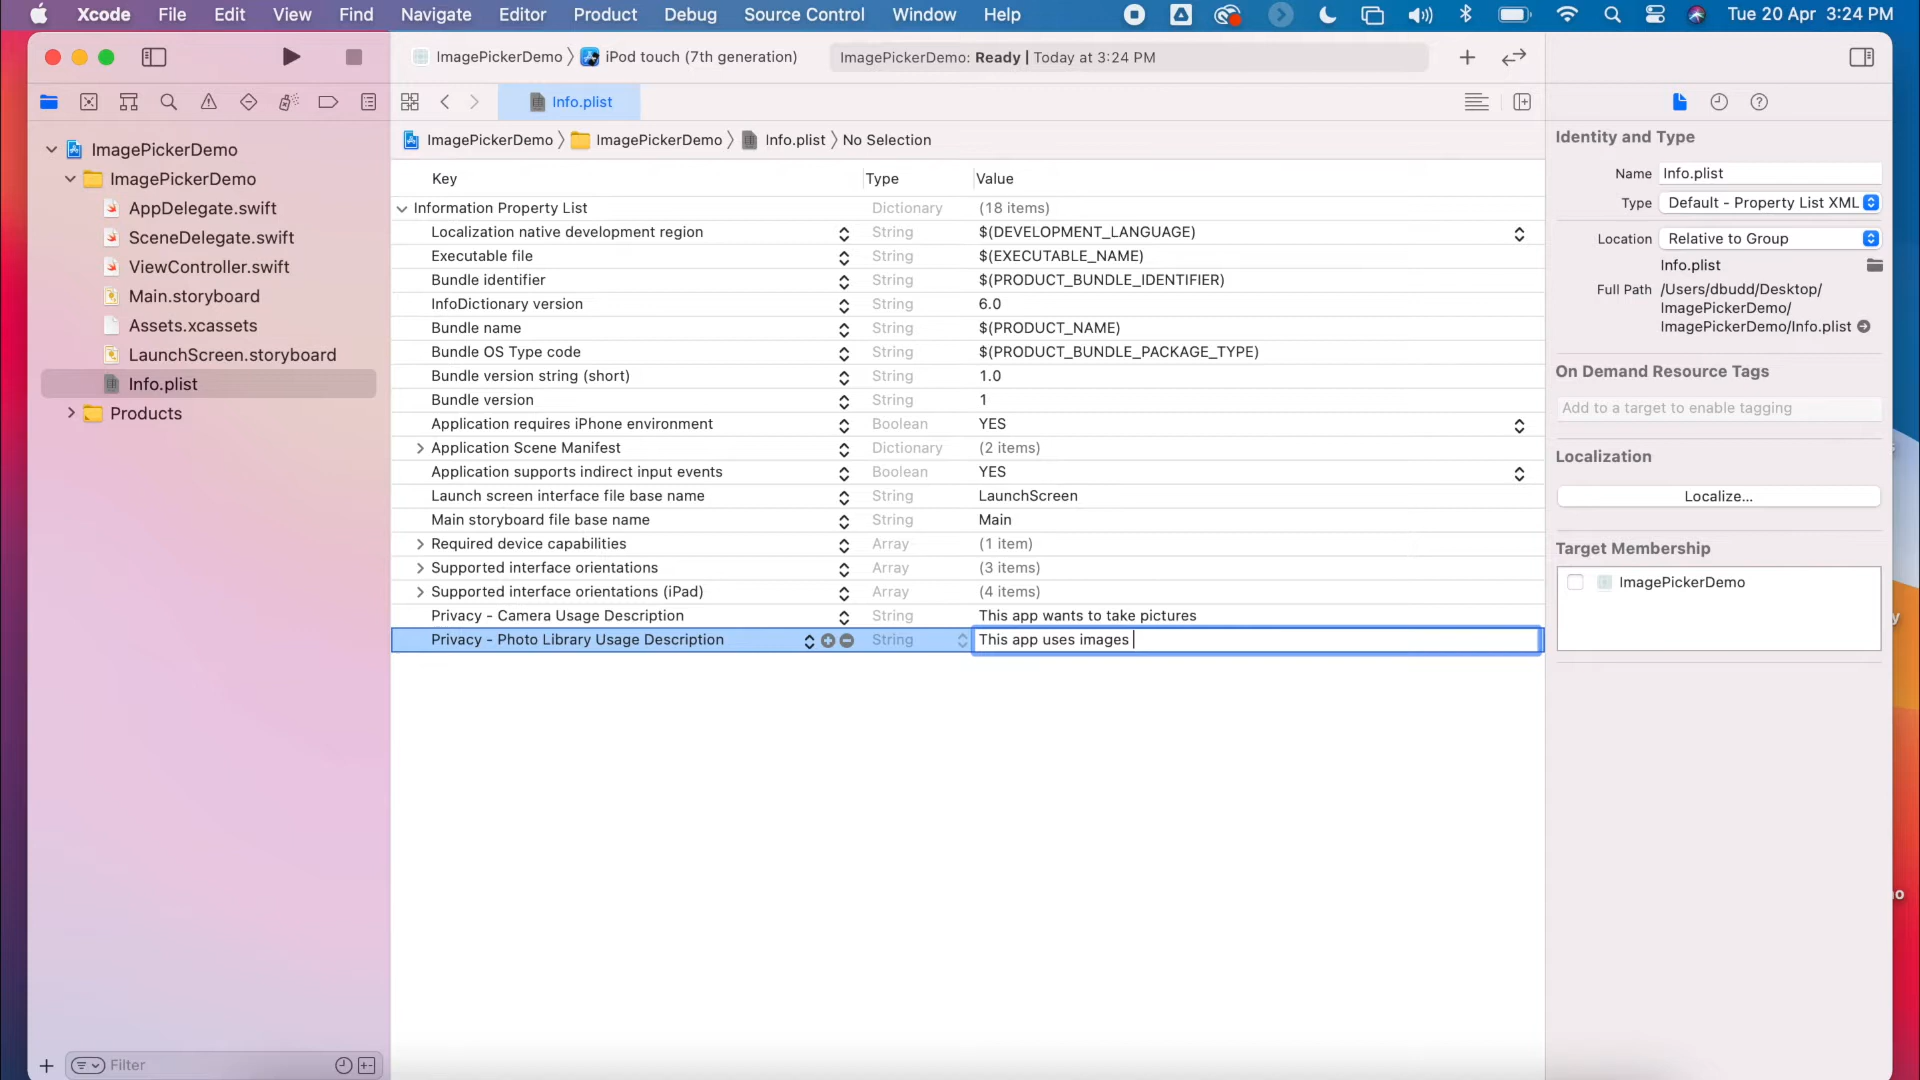 Xcode File Edit View Find Navigate Editor Product Debug Source Control Window Help Tue 20 Apr 3:24 PM
ImagePickerDemo iPod touch (7th generation) ImagePickerDemo: Ready | Today at 3:24 PM
Info.plist
ImagePickerDemo ImagePickerDemo Info.plist No Selection
ImagePickerDemo
ImagePickerDemo
AppDelegate.swift
SceneDelegate.swift
ViewController.swift
Main.storyboard
Assets.xcassets
LaunchScreen.storyboard
Info.plist
Products
Filter
Key Type Value
Information Property List Dictionary (18 items)
Localization native development region String $(DEVELOPMENT_LANGUAGE)
Executable file String $(EXECUTABLE_NAME)
Bundle identifier String $(PRODUCT_BUNDLE_IDENTIFIER)
InfoDictionary version String 6.0
Bundle name String $(PRODUCT_NAME)
Bundle OS Type code String $(PRODUCT_BUNDLE_PACKAGE_TYPE)
Bundle version string (short) String 1.0
Bundle version String 1
Application requires iPhone environment Boolean YES
Application Scene Manifest Dictionary (2 items)
Application supports indirect input events Boolean YES
Launch screen interface file base name String LaunchScreen
Main storyboard file base name String Main
Required device capabilities Array (1 item)
Supported interface orientations Array (3 items)
Supported interface orientations (iPad) Array (4 items)
Privacy - Camera Usage Description String This app wants to take pictures
Privacy - Photo Library Usage Description String This app uses images
Identity and Type
Name Info.plist
Type Default - Property List XML
Location Relative to Group
Info.plist
Full Path /Users/dbudd/Desktop/
ImagePickerDemo/
ImagePickerDemo/Info.plist
On Demand Resource Tags
Add to a target to enable tagging
Localization
Localize...
Target Membership
ImagePickerDemo